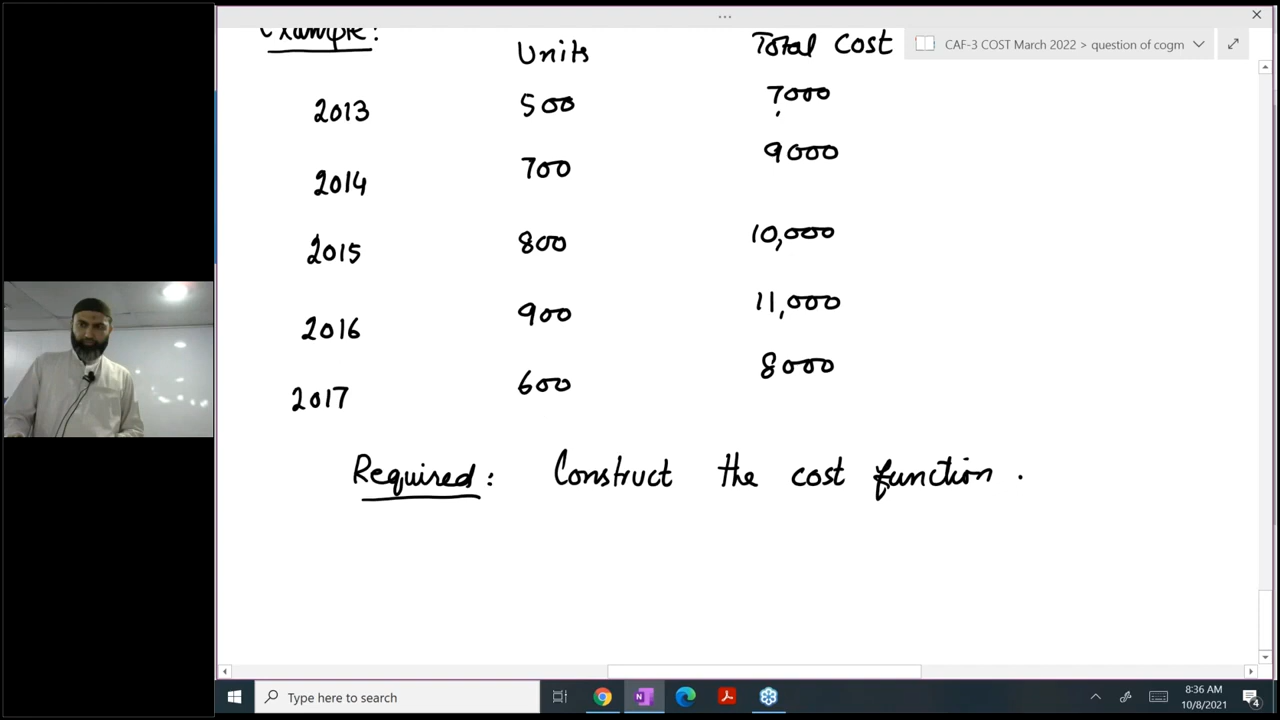 Example:
Units Total Cost
CAF-3 COST March 2022 > question of cogm
2013 500 7000
2014 700 9000
2015 800 10,000
2016 900 11,000
2017 600 8000
Required: Construct the cost function.
Type here to search
8:36 AM
10/8/2021
4